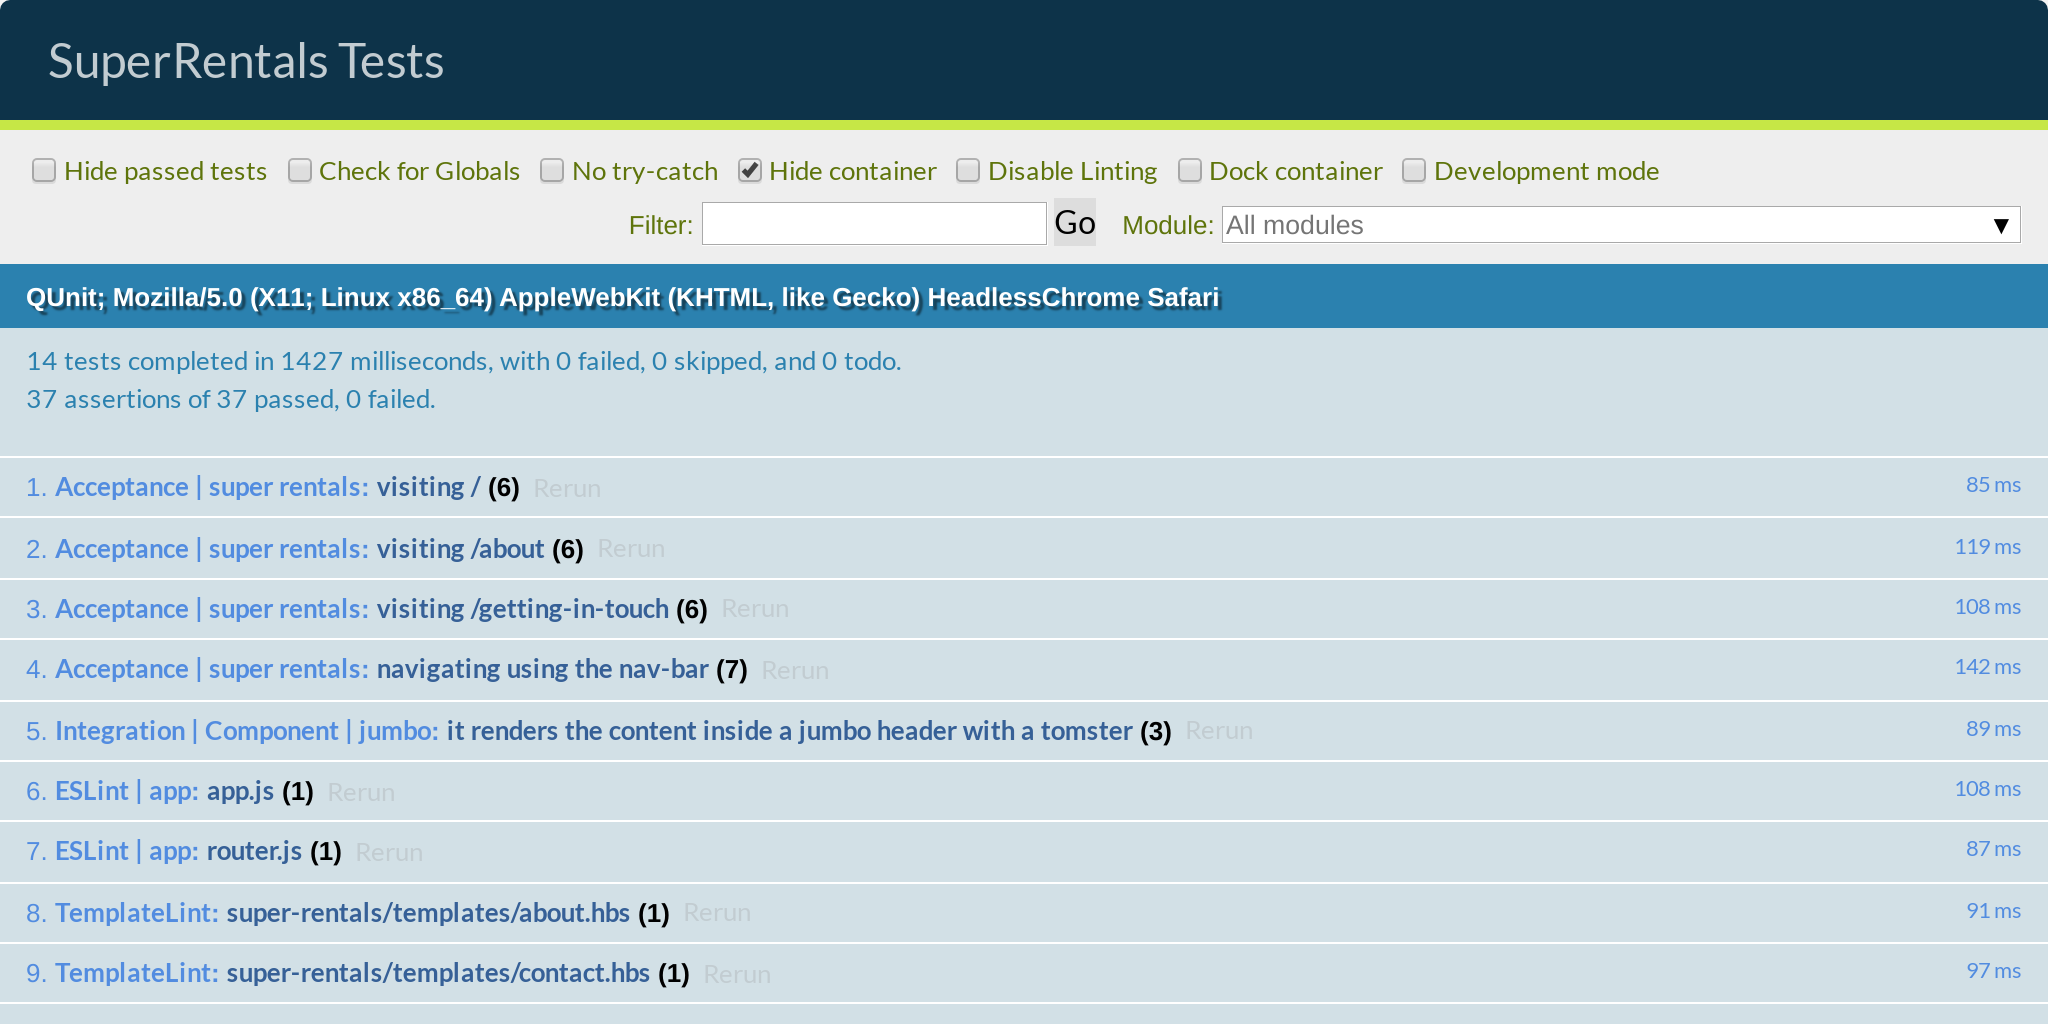 SuperRentals Tests
Hide passed tests Check for Globals No try-catch Hide container Disable Linting Dock container Development mode
Filter: Go Module: All modules ▼
QUnit; Mozilla/5.0 (X11; Linux x86_64) AppleWebKit (KHTML, like Gecko) HeadlessChrome Safari
14 tests completed in 1427 milliseconds, with 0 failed, 0 skipped, and 0 todo.
37 assertions of 37 passed, 0 failed.
1. Acceptance | super rentals: visiting / (6) Rerun 85 ms
2. Acceptance | super rentals: visiting /about (6) Rerun 119 ms
3. Acceptance | super rentals: visiting /getting-in-touch (6) Rerun 108 ms
4. Acceptance | super rentals: navigating using the nav-bar (7) Rerun 142 ms
5. Integration | Component | jumbo: it renders the content inside a jumbo header with a tomster (3) Rerun 89 ms
6. ESLint | app: app.js (1) Rerun 108 ms
7. ESLint | app: router.js (1) Rerun 87 ms
8. TemplateLint: super-rentals/templates/about.hbs (1) Rerun 91 ms
9. TemplateLint: super-rentals/templates/contact.hbs (1) Rerun 97 ms